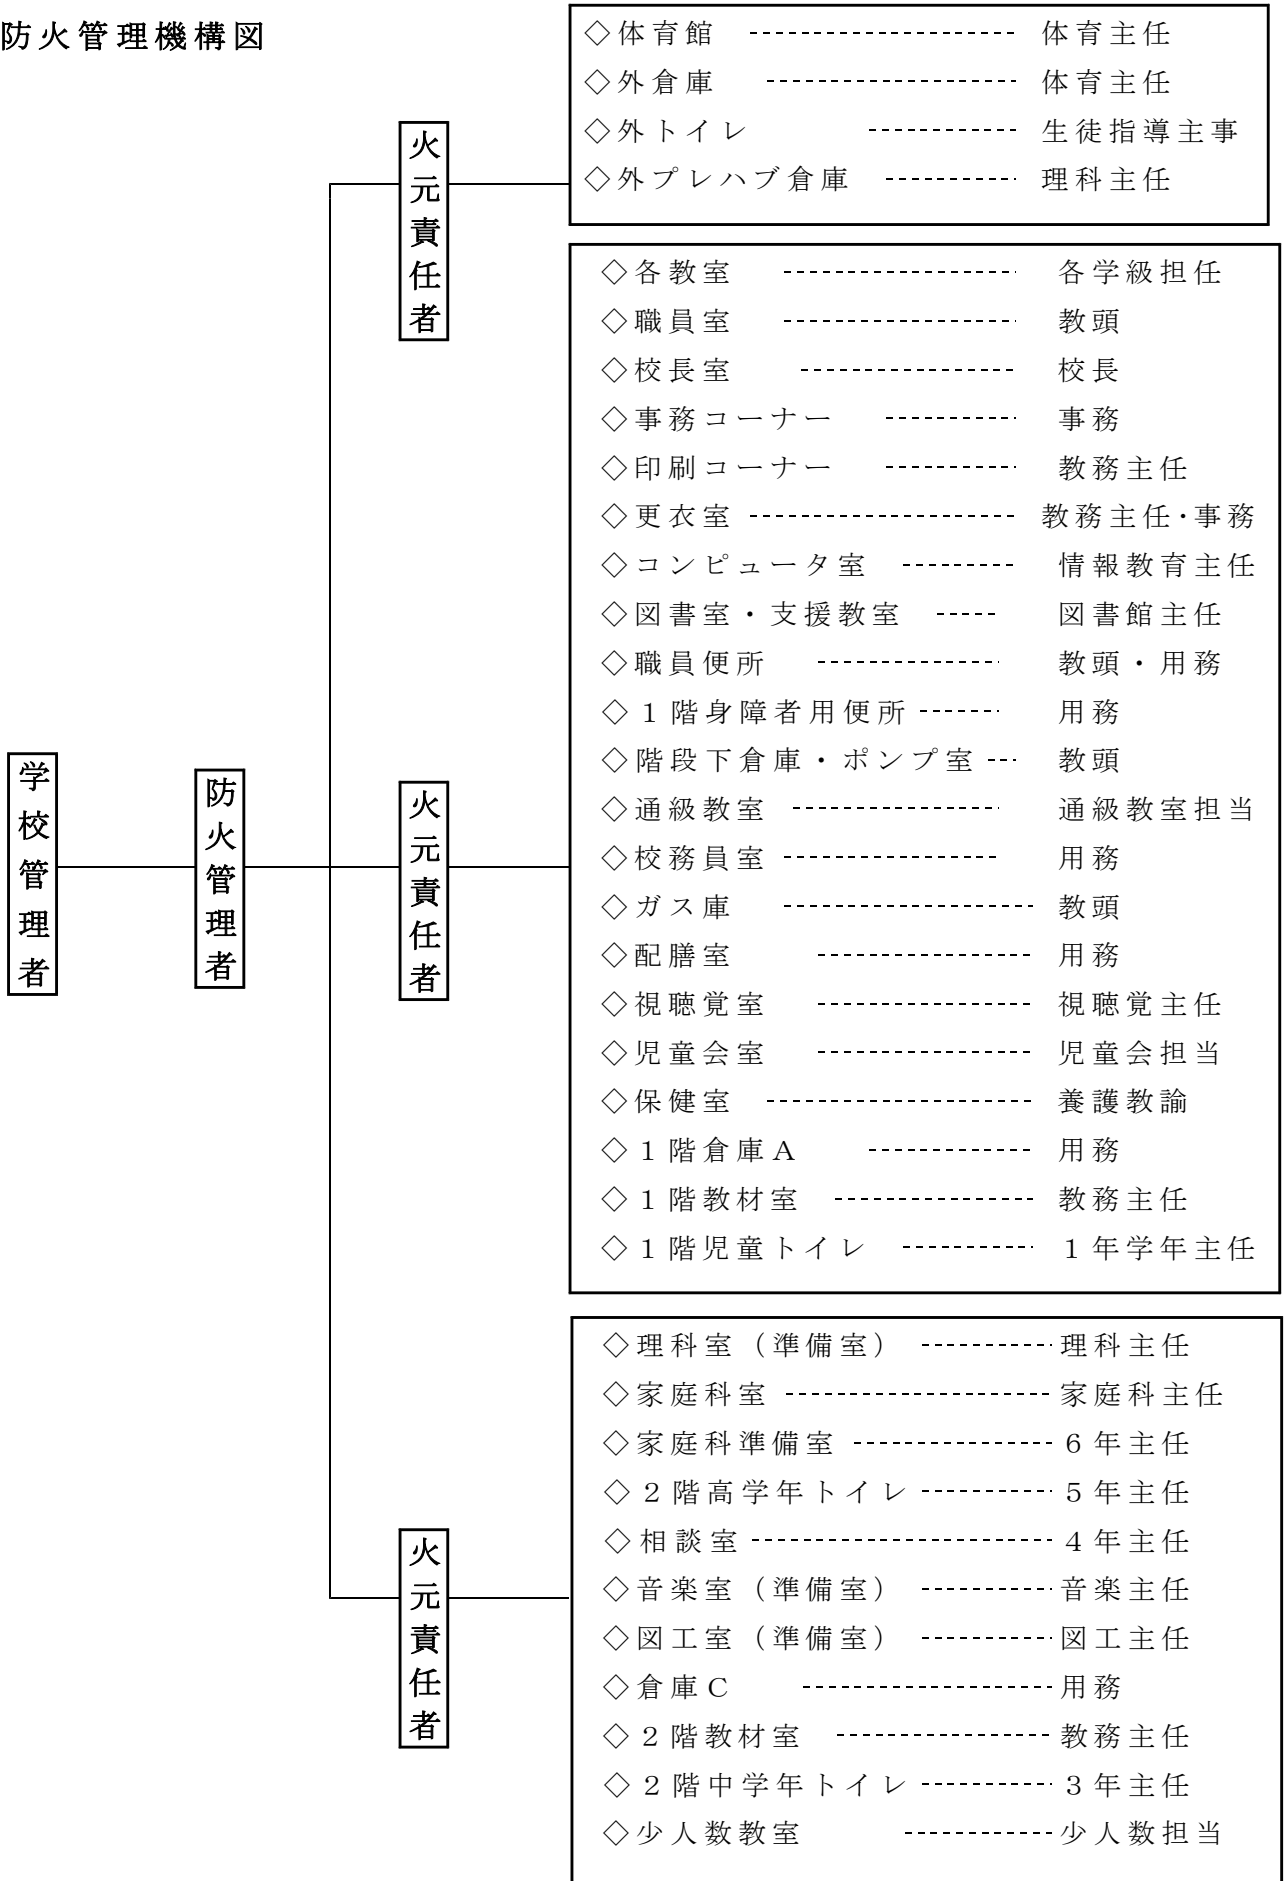 防火管理機構図
学校管理者
防火管理者
火元責任者
◇体育館 ---------------- 体育主任
◇外倉庫 --------------- 体育主任
◇外トイレ --------- 生徒指導主事
◇外プレハブ倉庫 -------- 理科主任
火元責任者
◇各教室 -------------- 各学級担任
◇職員室 -------------- 教頭
◇校長室 ------------- 校長
◇事務コーナー -------- 事務
◇印刷コーナー -------- 教務主任
◇更衣室 ---------------- 教務主任・事務
◇コンピュータ室 ------- 情報教育主任
◇図書室・支援教室 ---- 図書館主任
◇職員便所 ----------- 教頭・用務
◇1階身障者用便所 ----- 用務
◇階段下倉庫・ポンプ室 -- 教頭
◇通級教室 ------------- 通級教室担当
◇校務員室 ------------- 用務
◇ガス庫 --------------- 教頭
◇配膳室 ------------- 用務
◇視聴覚室 ------------- 視聴覚主任
◇児童会室 ------------- 児童会担当
◇保健室 ---------------- 養護教諭
◇1階倉庫A ---------- 用務
◇1階教材室 ------------ 教務主任
◇1階児童トイレ -------- 1年学年主任
火元責任者
◇理科室(準備室) --------理科主任
◇家庭科室 ----------------家庭科主任
◇家庭科準備室 ------------6年主任
◇2階高学年トイレ --------5年主任
◇相談室 ------------------4年主任
◇音楽室(準備室) --------音楽主任
◇図工室(準備室) --------図工主任
◇倉庫C ---------------用務
◇2階教材室 -------------教務主任
◇2階中学年トイレ --------3年主任
◇少人数教室 ---------少人数担当